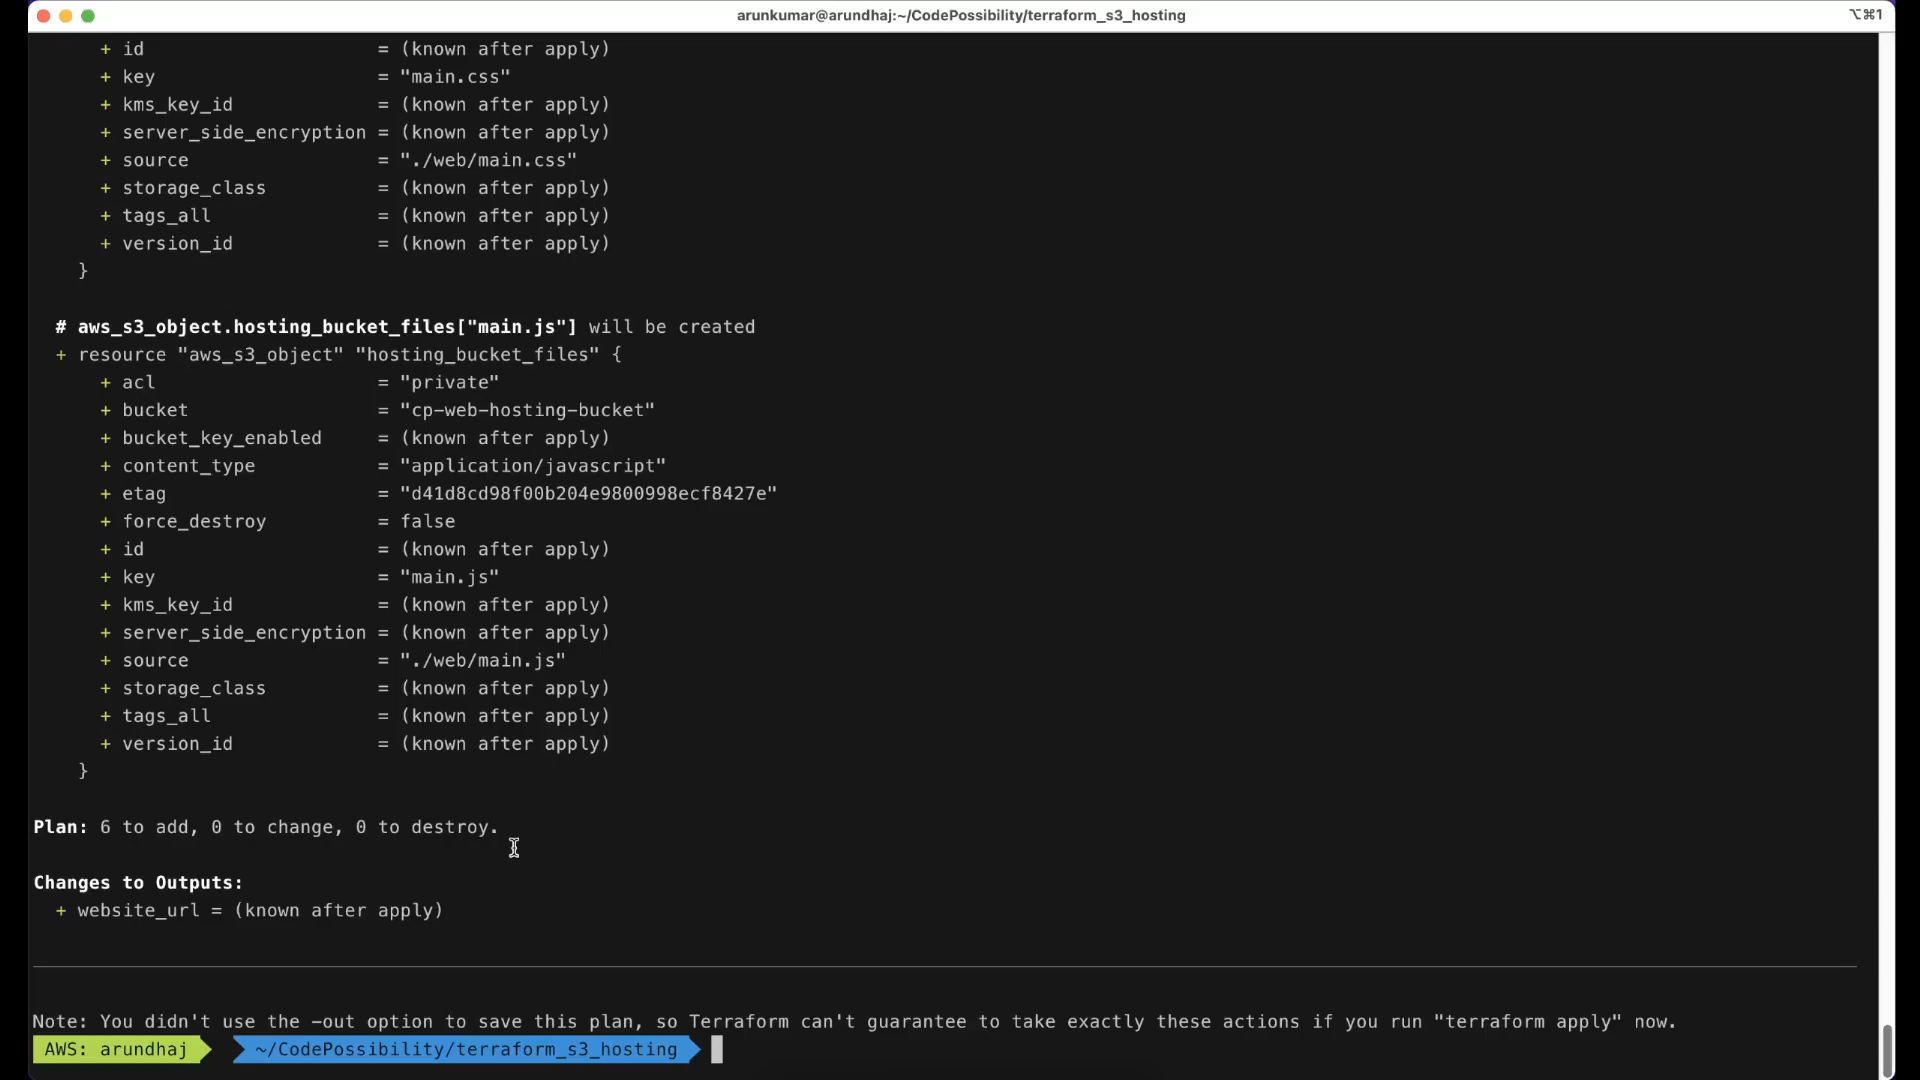 arunkumar@arundhaj:~/CodePossibility/terraform_s3_hosting
⌥⌘1
+ id = (known after apply)
+ key = "main.css"
+ kms_key_id = (known after apply)
+ server_side_encryption = (known after apply)
+ source = "./web/main.css"
+ storage_class = (known after apply)
+ tags_all = (known after apply)
+ version_id = (known after apply)
}
# aws_s3_object.hosting_bucket_files["main.js"] will be created
+ resource "aws_s3_object" "hosting_bucket_files" {
+ acl = "private"
+ bucket = "cp-web-hosting-bucket"
+ bucket_key_enabled = (known after apply)
+ content_type = "application/javascript"
+ etag = "d41d8cd98f00b204e9800998ecf8427e"
+ force_destroy = false
+ id = (known after apply)
+ key = "main.js"
+ kms_key_id = (known after apply)
+ server_side_encryption = (known after apply)
+ source = "./web/main.js"
+ storage_class = (known after apply)
+ tags_all = (known after apply)
+ version_id = (known after apply)
}
Plan: 6 to add, 0 to change, 0 to destroy.
Changes to Outputs:
+ website_url = (known after apply)
Note: You didn't use the -out option to save this plan, so Terraform can't guarantee to take exactly these actions if you run "terraform apply" now.
AWS: arundhaj ~/CodePossibility/terraform_s3_hosting